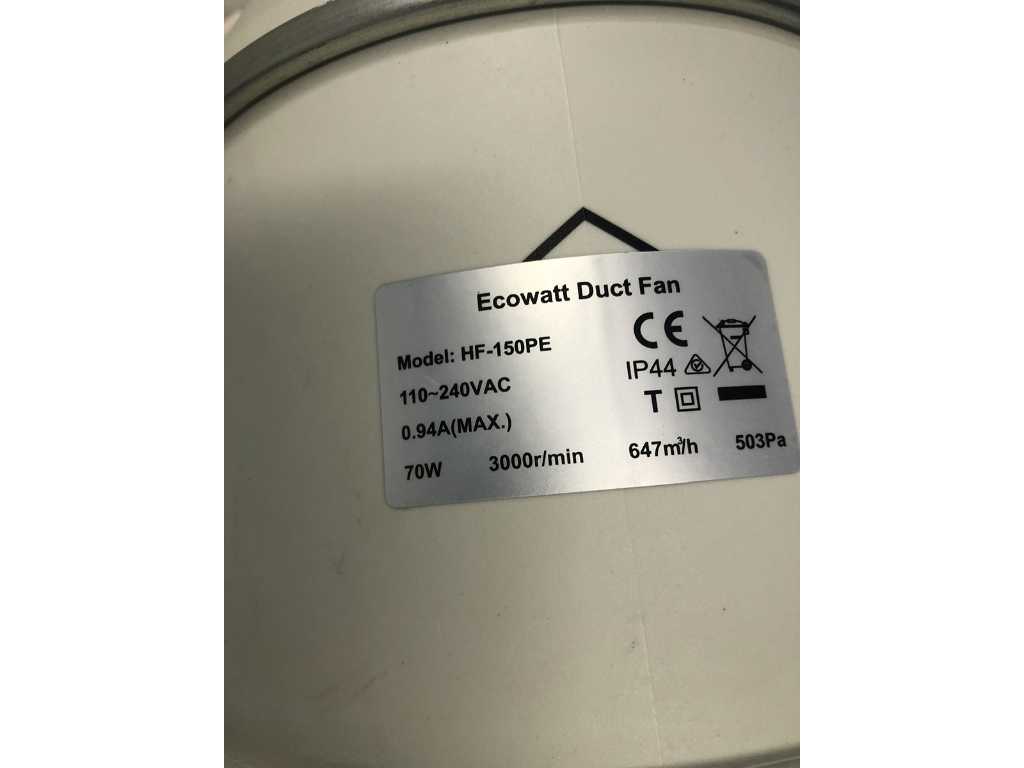 Ecowatt Duct Fan
Model: HF-150PE
CE
110~240VAC
IP44
0.94A(MAX.)
T
70W 3000r/min 647m³/h 503Pa